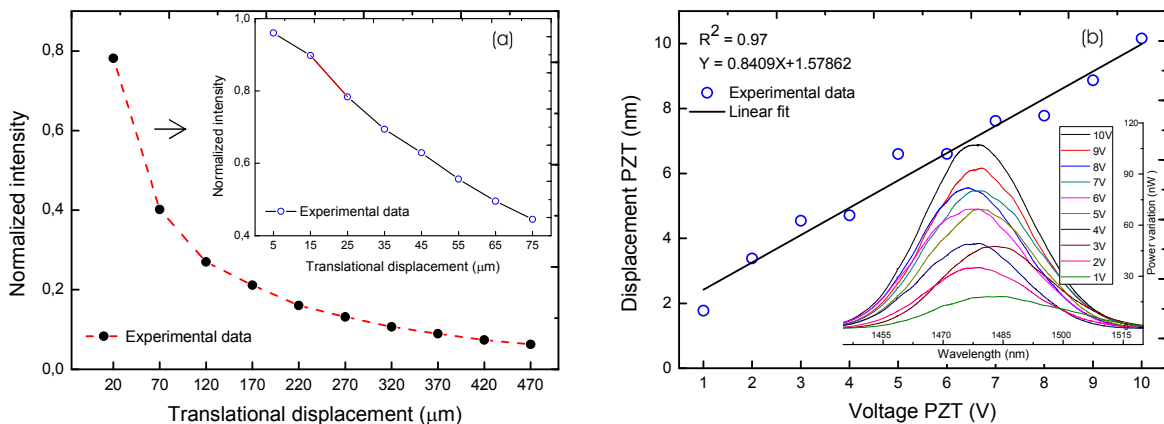 (a)
Normalized intensity
0,8
0,6
0,4
0,2
0,0
Experimental data
20 70 120 170 220 270 320 370 420 470
Translational displacement (μm)
Normalized intensity
1,0
0,8
0,6
0,4
Experimental data
5 15 25 35 45 55 65 75
Translational displacement (μm)
(b)
R² = 0.97
Y = 0.8409X+1.57862
Experimental data
Linear fit
Displacement PZT (nm)
10
8
6
4
2
0
1 2 3 4 5 6 7 8 9 10
Voltage PZT (V)
10V
9V
8V
7V
6V
5V
4V
3V
2V
1V
120
90
60
30
0
Power variation (nW )
1455 1470 1485 1500 1515
Wavelength (nm)